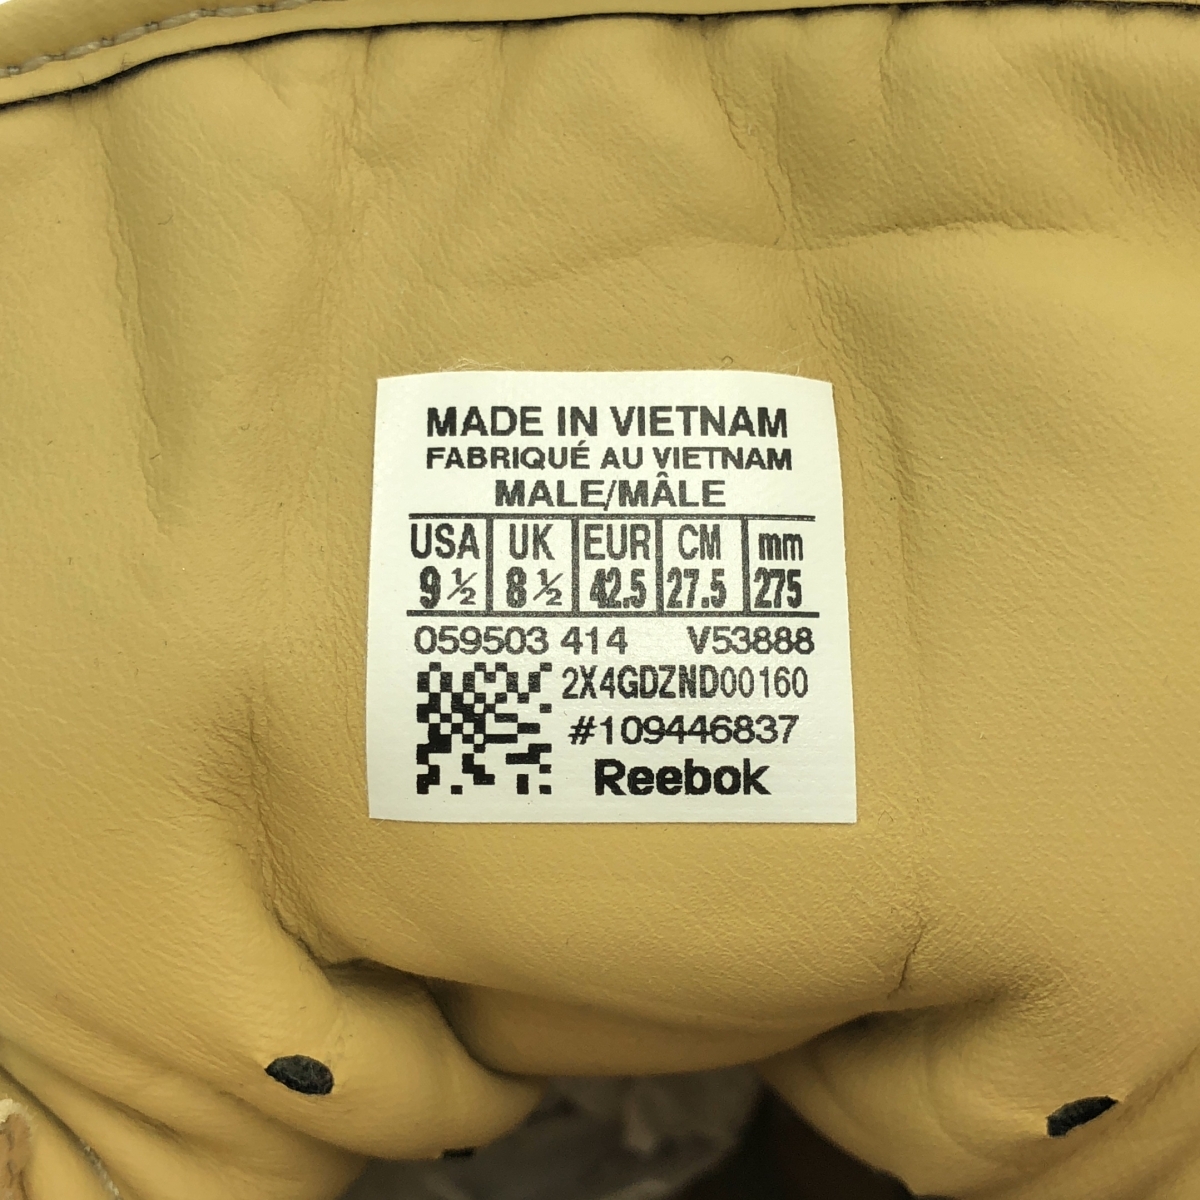 MADE IN VIETNAM
FABRIQUÉ AU VIETNAM
MALE/MÂLE
USA UK EUR CM mm
9 ½ 8 ½ 42.5 27.5 275
059503 414 V53888
2X4GDZND00160
#109446837
Reebok